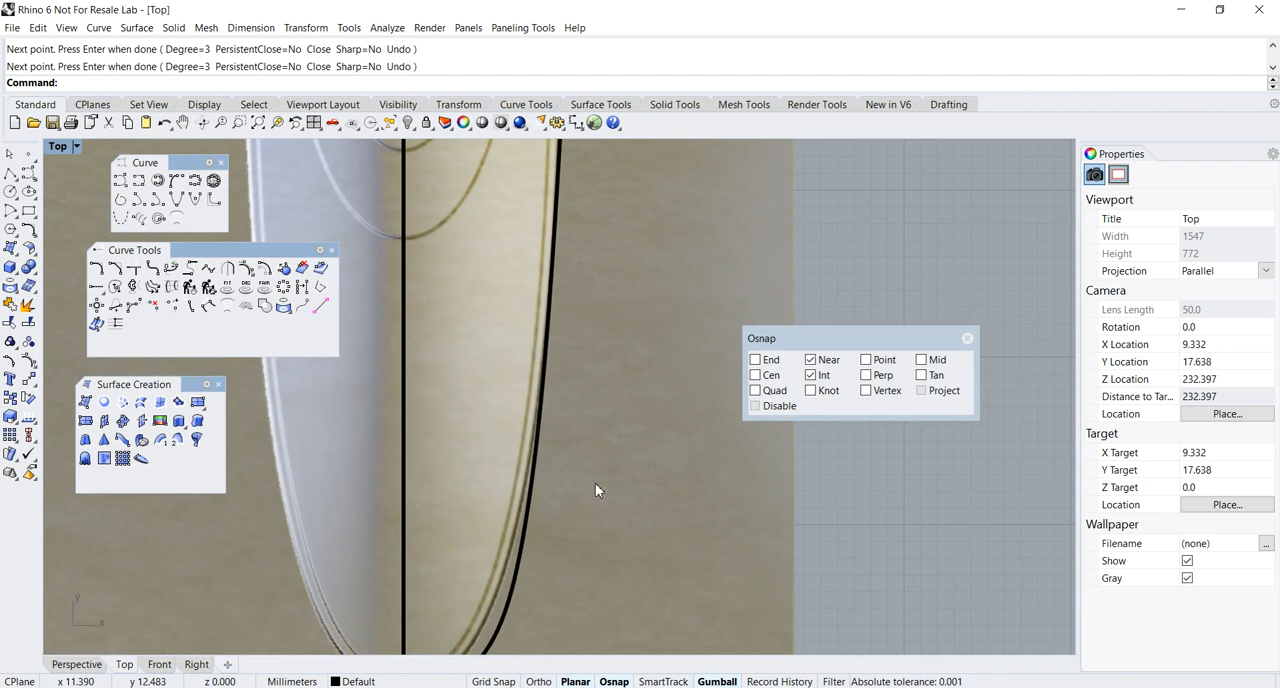 Rhino 6 Not For Resale Lab - [Top]
File Edit View Curve Surface Solid Mesh Dimension Transform Tools Analyze Render Panels Paneling Tools Help
Next point. Press Enter when done ( Degree=3 PersistentClose=No Close Sharp=No Undo )
Next point. Press Enter when done ( Degree=3 PersistentClose=No Close Sharp=No Undo )
Command:
Standard CPlanes Set View Display Select Viewport Layout Visibility Transform Curve Tools Surface Tools Solid Tools Mesh Tools Render Tools New in V6 Drafting
Top
Curve
Curve Tools
Surface Creation
Osnap
End Near Point Mid
Cen Int Perp Tan
Quad Knot Vertex Project
Disable
y
x
Properties
Viewport
Title Top
Width 1547
Height 772
Projection Parallel
Camera
Lens Length 50.0
Rotation 0.0
X Location 9.332
Y Location 17.638
Z Location 232.397
Distance to Tar... 232.397
Location Place...
Target
X Target 9.332
Y Target 17.638
Z Target 0.0
Location Place...
Wallpaper
Filename (none) ...
Show
Gray
Perspective Top Front Right
CPlane x 11.390 y 12.483 z 0.000 Millimeters Default Grid Snap Ortho Planar Osnap SmartTrack Gumball Record History Filter Absolute tolerance: 0.001